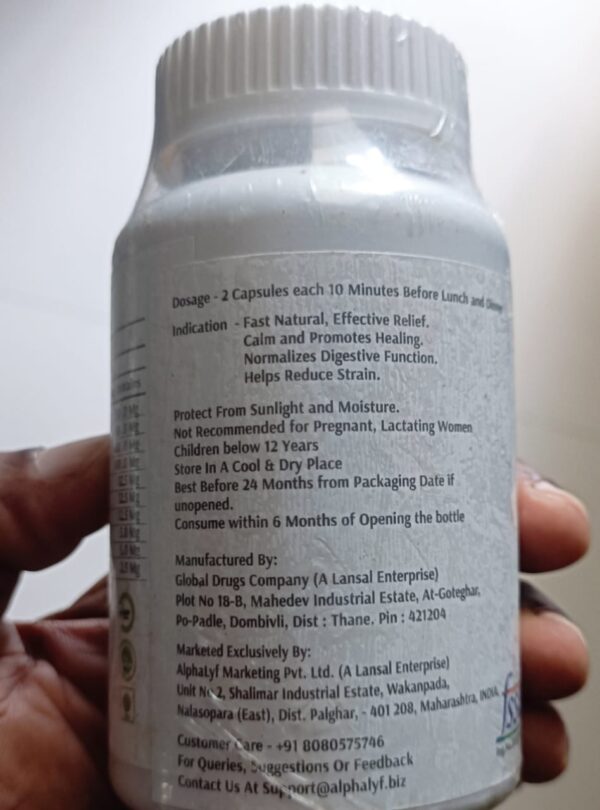 Dosage - 2 Capsules each 10 Minutes Before Lunch and Dinner
Indication - Fast Natural, Effective Relief.
Calm and Promotes Healing.
Normalizes Digestive Function.
Helps Reduce Strain.
Protect From Sunlight and Moisture.
Not Recommended for Pregnant, Lactating Women
Children below 12 Years
Store In A Cool & Dry Place
Best Before 24 Months from Packaging Date if
unopened.
Consume within 6 Months of Opening the bottle
Manufactured By:
Global Drugs Company (A Lansal Enterprise)
Plot No 18-B, Mahedev Industrial Estate, At-Goteghar,
Po-Padle, Dombivli, Dist : Thane. Pin : 421204
Marketed Exclusively By:
AlphaLyf Marketing Pvt. Ltd. (A Lansal Enterprise)
Unit No 2, Shalimar Industrial Estate, Wakanpada,
Nalasopara (East), Dist. Palghar, - 401 208, Maharashtra, INDIA.
Customer Care - +91 8080575746
For Queries, Suggestions Or Feedback
Contact Us At Support@alphalyf.biz